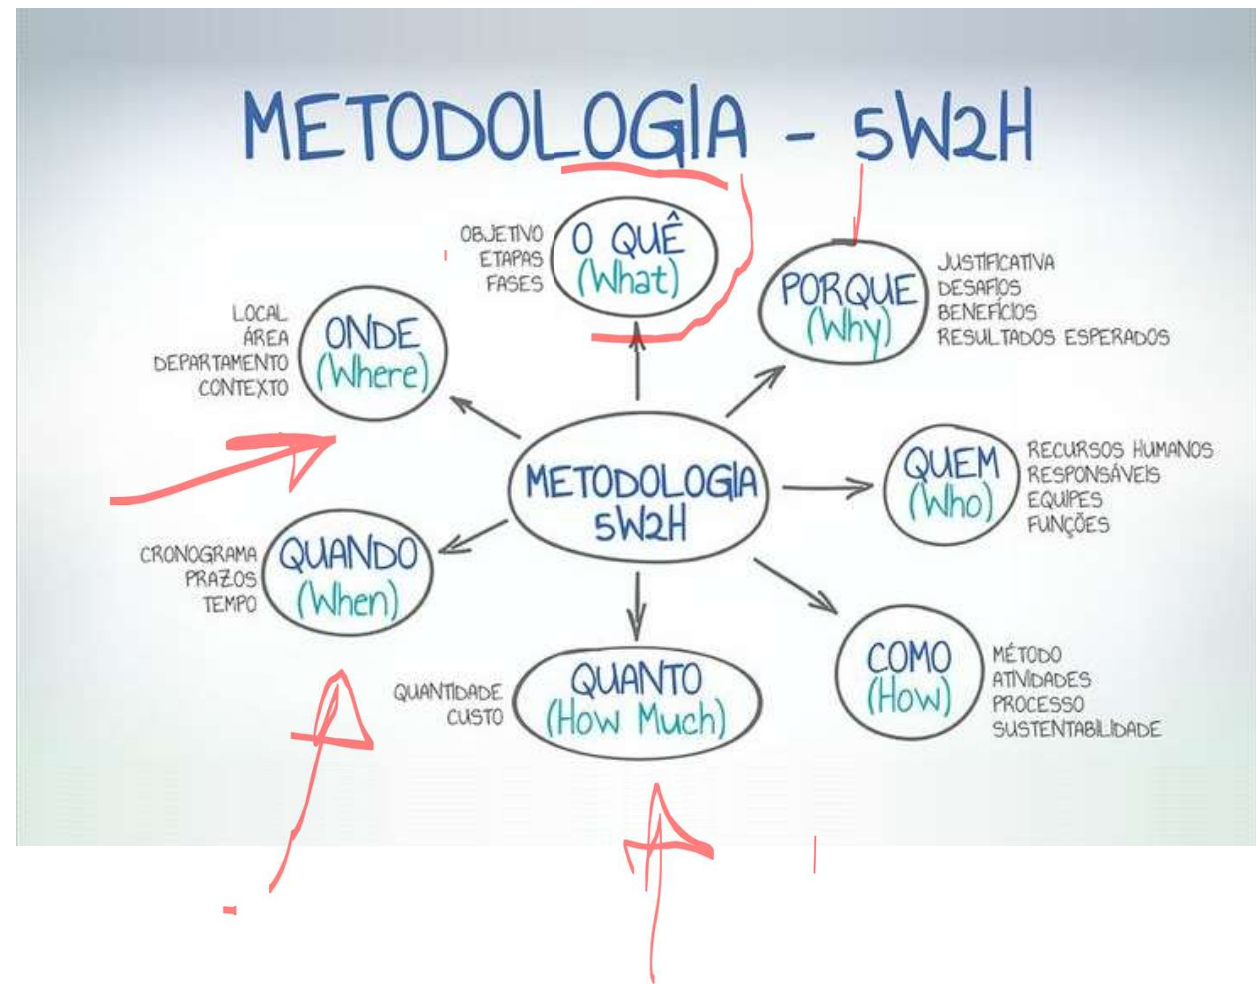 METODOLOGIA - 5W2H
OBJETIVO
ETAPAS
FASES
O QUÊ
(What)
PORQUE
(Why)
JUSTIFICATIVA
DESAFIOS
BENEFÍCIOS
RESULTADOS ESPERADOS
LOCAL
ÁREA
DEPARTAMENTO
CONTEXTO
ONDE
(Where)
METODOLOGIA
5W2H
QUEM
(Who)
RECURSOS HUMANOS
RESPONSÁVEIS
EQUIPES
FUNÇÕES
CRONOGRAMA
PRAZOS
TEMPO
QUANDO
(When)
QUANTIDADE
CUSTO
QUANTO
(How Much)
COMO
(How)
MÉTODO
ATIVIDADES
PROCESSO
SUSTENTABILIDADE